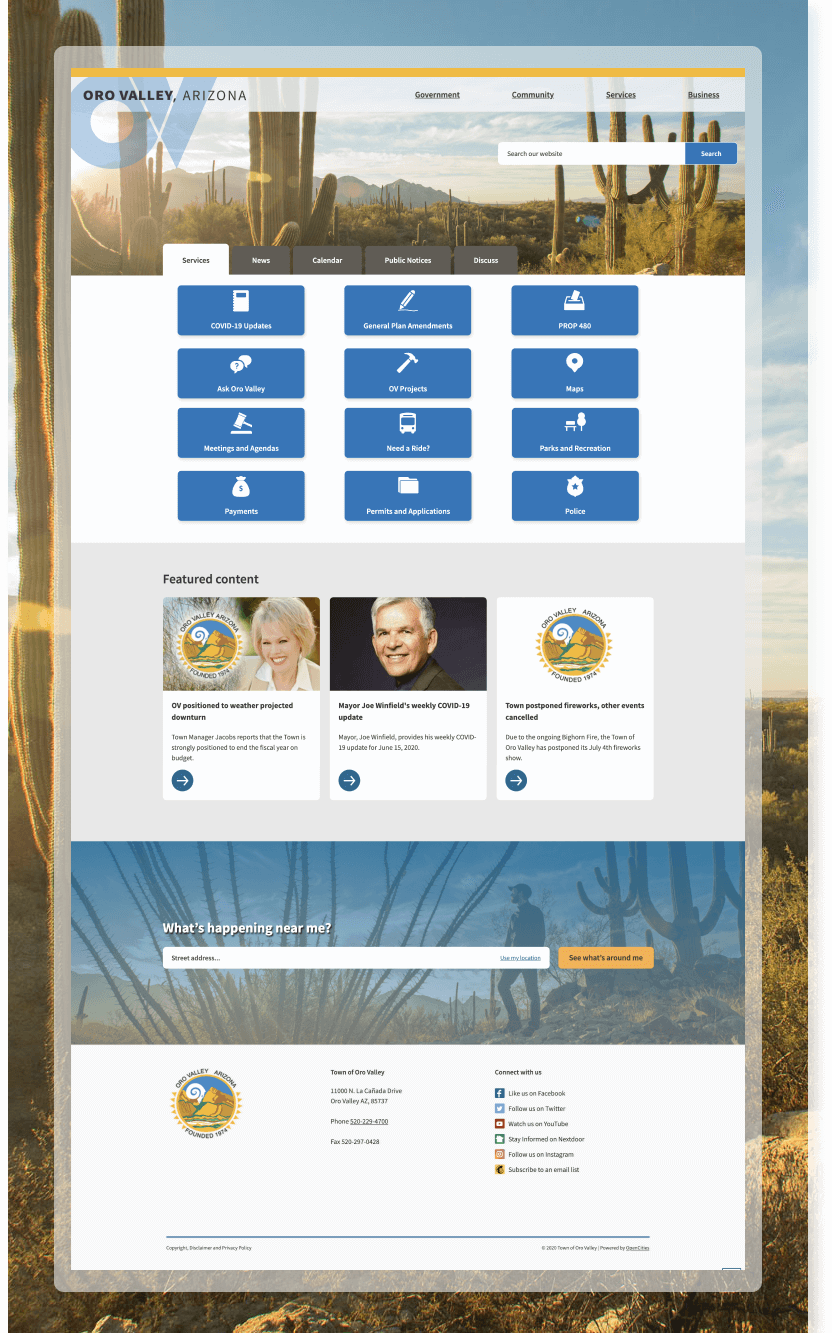 OV
ORO VALLEY, ARIZONA
Government
Community
Services
Business
Search our website
Search
Services
News
Calendar
Public Notices
Discuss
COVID-19 Updates
General Plan Amendments
PROP 480
?
Ask Oro Valley
OV Projects
Maps
Meetings and Agendas
Need a Ride?
Parks and Recreation
$
Payments
Permits and Applications
Police
Featured content
ORO VALLEY ARIZONA
FOUNDED 1974
OV positioned to weather projected
downturn
Town Manager Jacobs reports that the Town is
strongly positioned to end the fiscal year on
budget.
Mayor Joe Winfield's weekly COVID-19
update
Mayor, Joe Winfield, provides his weekly COVID-
19 update for June 15, 2020.
ORO VALLEY ARIZONA
FOUNDED 1974
Town postponed fireworks, other events
cancelled
Due to the ongoing Bighorn Fire, the Town of
Oro Valley has postponed its July 4th fireworks
show.
What's happening near me?
Street address...
Use my location
See what's around me
ORO VALLEY ARIZONA
FOUNDED 1974
Town of Oro Valley
11000 N. La Cañada Drive
Oro Valley AZ, 85737
Phone 520-229-4700
Fax 520-297-0428
Connect with us
Like us on Facebook
Follow us on Twitter
Watch us on YouTube
Stay Informed on Nextdoor
Follow us on Instagram
Subscribe to an email list
Copyright, Disclaimer and Privacy Policy
© 2020 Town of Oro Valley | Powered by OpenCities